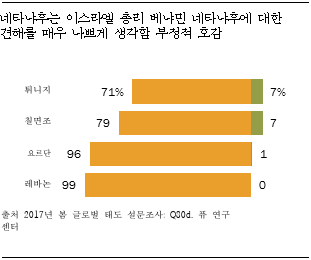 네타냐후는 이스라엘 총리 베냐민 네타냐후에 대한
견해를 매우 나쁘게 생각함 부정적 호감
튀니지 71% 7%
칠면조 79 7
요르단 96 1
레바논 99 0
출처 2017년 봄 글로벌 태도 설문조사: Q30d. 퓨 연구
센터